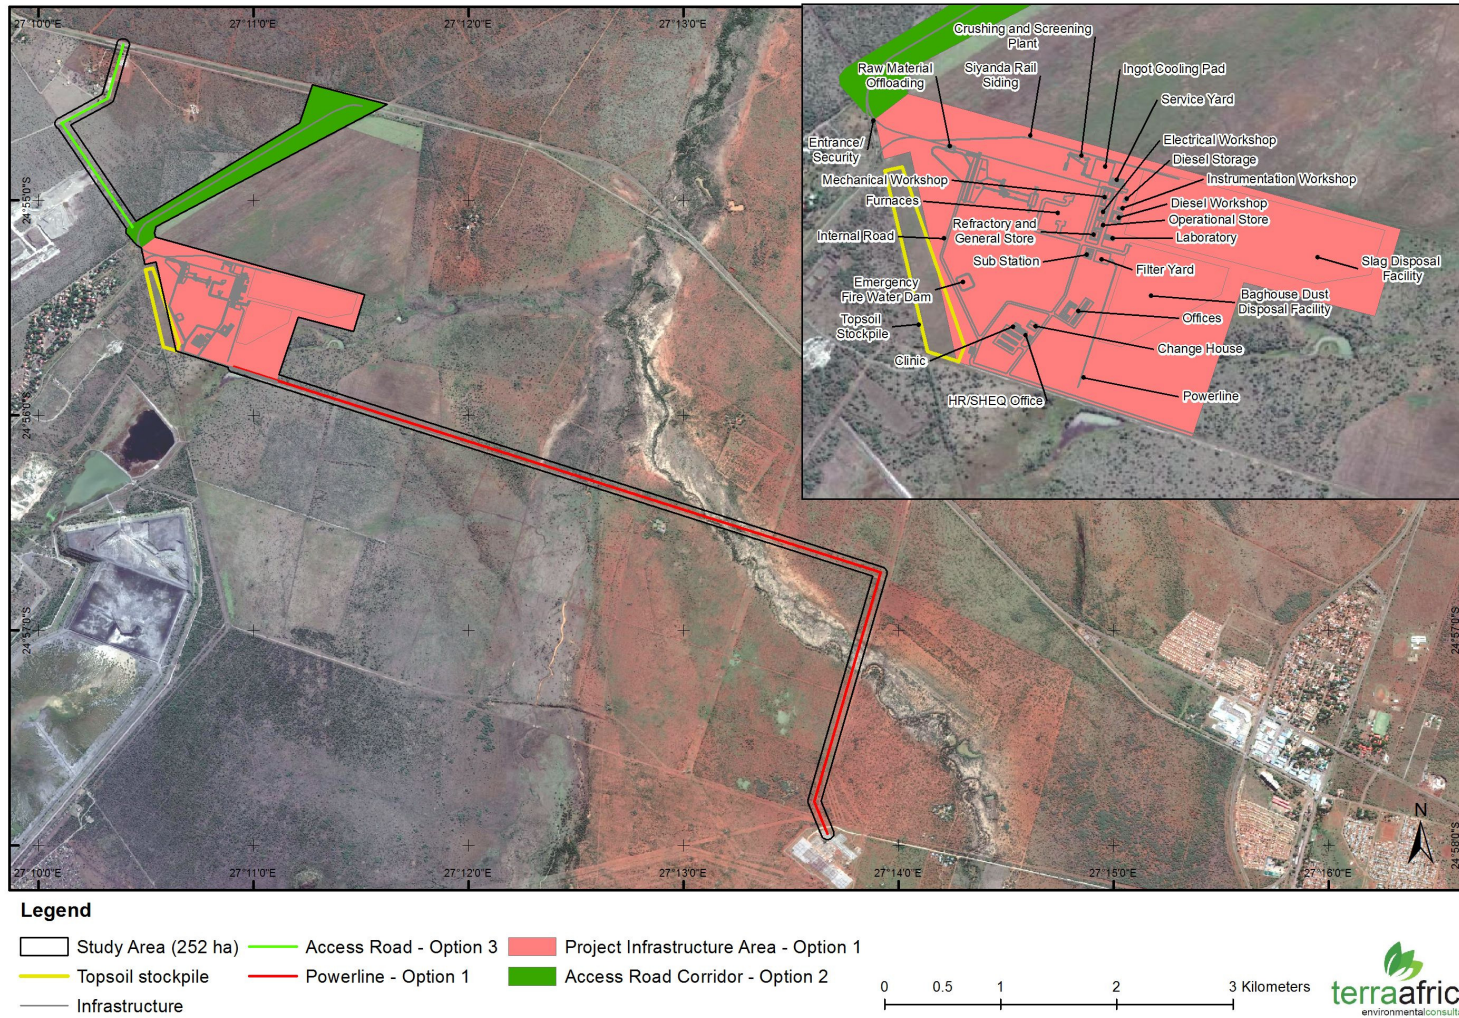 27°10'0"E
27°11'0"E
27°12'0"E
27°13'0"E
Crushing and Screening
Plant
Raw Material
Offloading
Siyanda Rail
Siding
Ingot Cooling Pad
Service Yard
Entrance/
Security
Electrical Workshop
Diesel Storage
Mechanical Workshop
Instrumentation Workshop
Furnaces
Diesel Workshop
Refractory and
General Store
Operational Store
Internal Road
Laboratory
Sub Station
Filter Yard
Slag Disposal
Facility
Emergency
Fire Water Dam
Baghouse Dust
Disposal Facility
Topsoil
Stockpile
Offices
Clinic
Change House
HR/SHEQ Office
Powerline
24°55'0"S
24°56'0"S
24°57'0"S
24°57'0"S
24°58'0"S
N
27°10'0"E
27°11'0"E
27°12'0"E
27°13'0"E
27°14'0"E
27°15'0"E
27°16'0"E
Legend
Study Area (252 ha)
Access Road - Option 3
Project Infrastructure Area - Option 1
Topsoil stockpile
Powerline - Option 1
Access Road Corridor - Option 2
Infrastructure
0 0.5 1 2 3 Kilometers
terraafric
environmentalconsulta